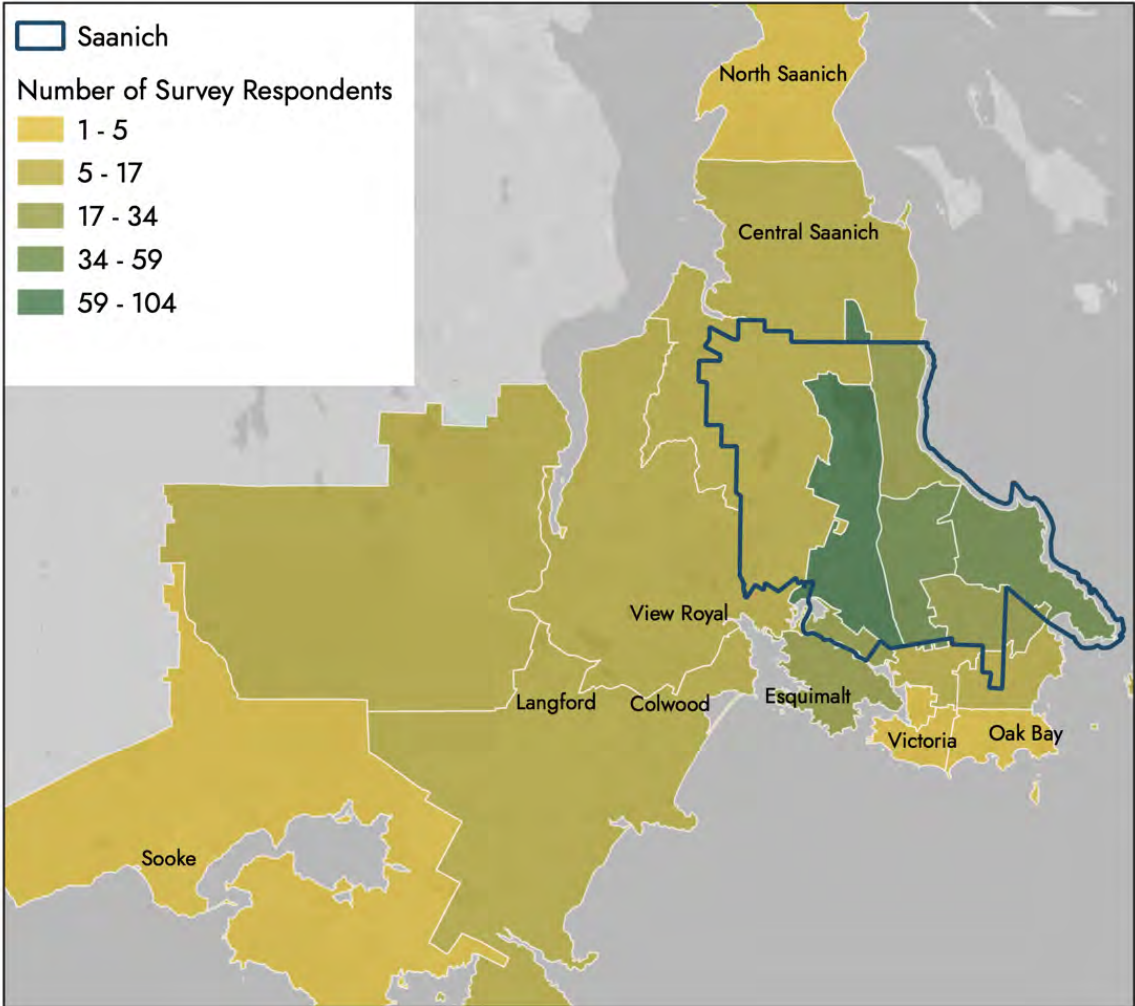 Saanich
Number of Survey Respondents
1 - 5
5 - 17
17 - 34
34 - 59
59 - 104
North Saanich
Central Saanich
View Royal
Langford
Colwood
Esquimalt
Victoria
Oak Bay
Sooke